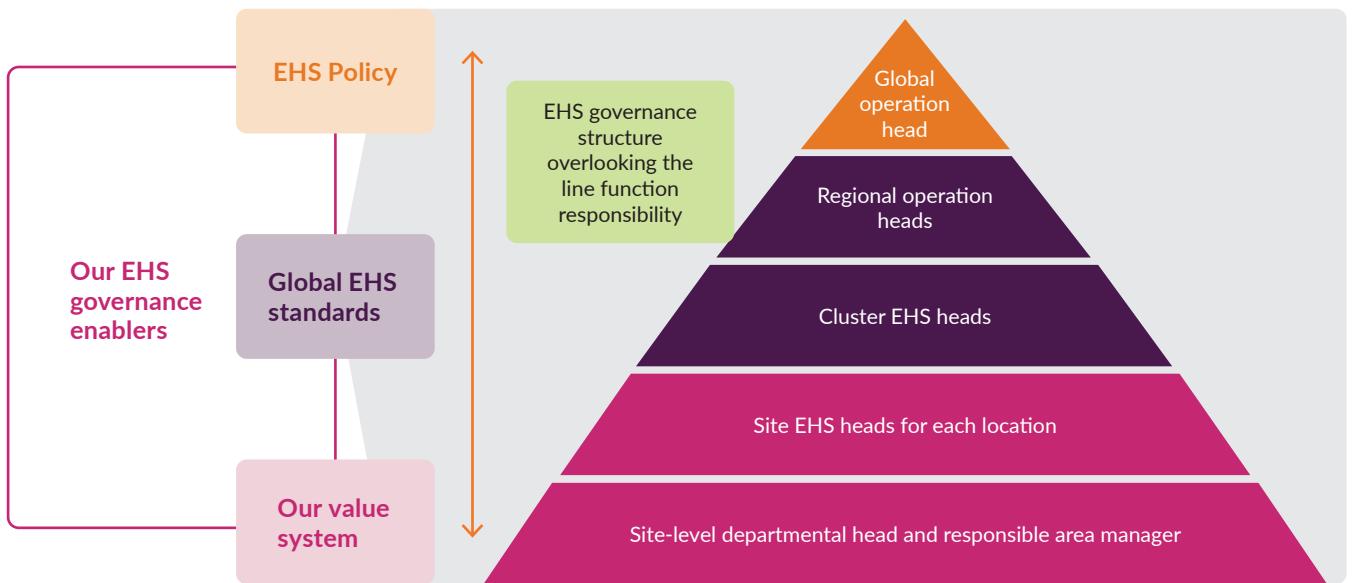 Our EHS
governance
enablers
EHS Policy
Global EHS
standards
Our value
system
EHS governance
structure
overlooking the
line function
responsibility
Global
operation
head
Regional operation
heads
Cluster EHS heads
Site EHS heads for each location
Site-level departmental head and responsible area manager